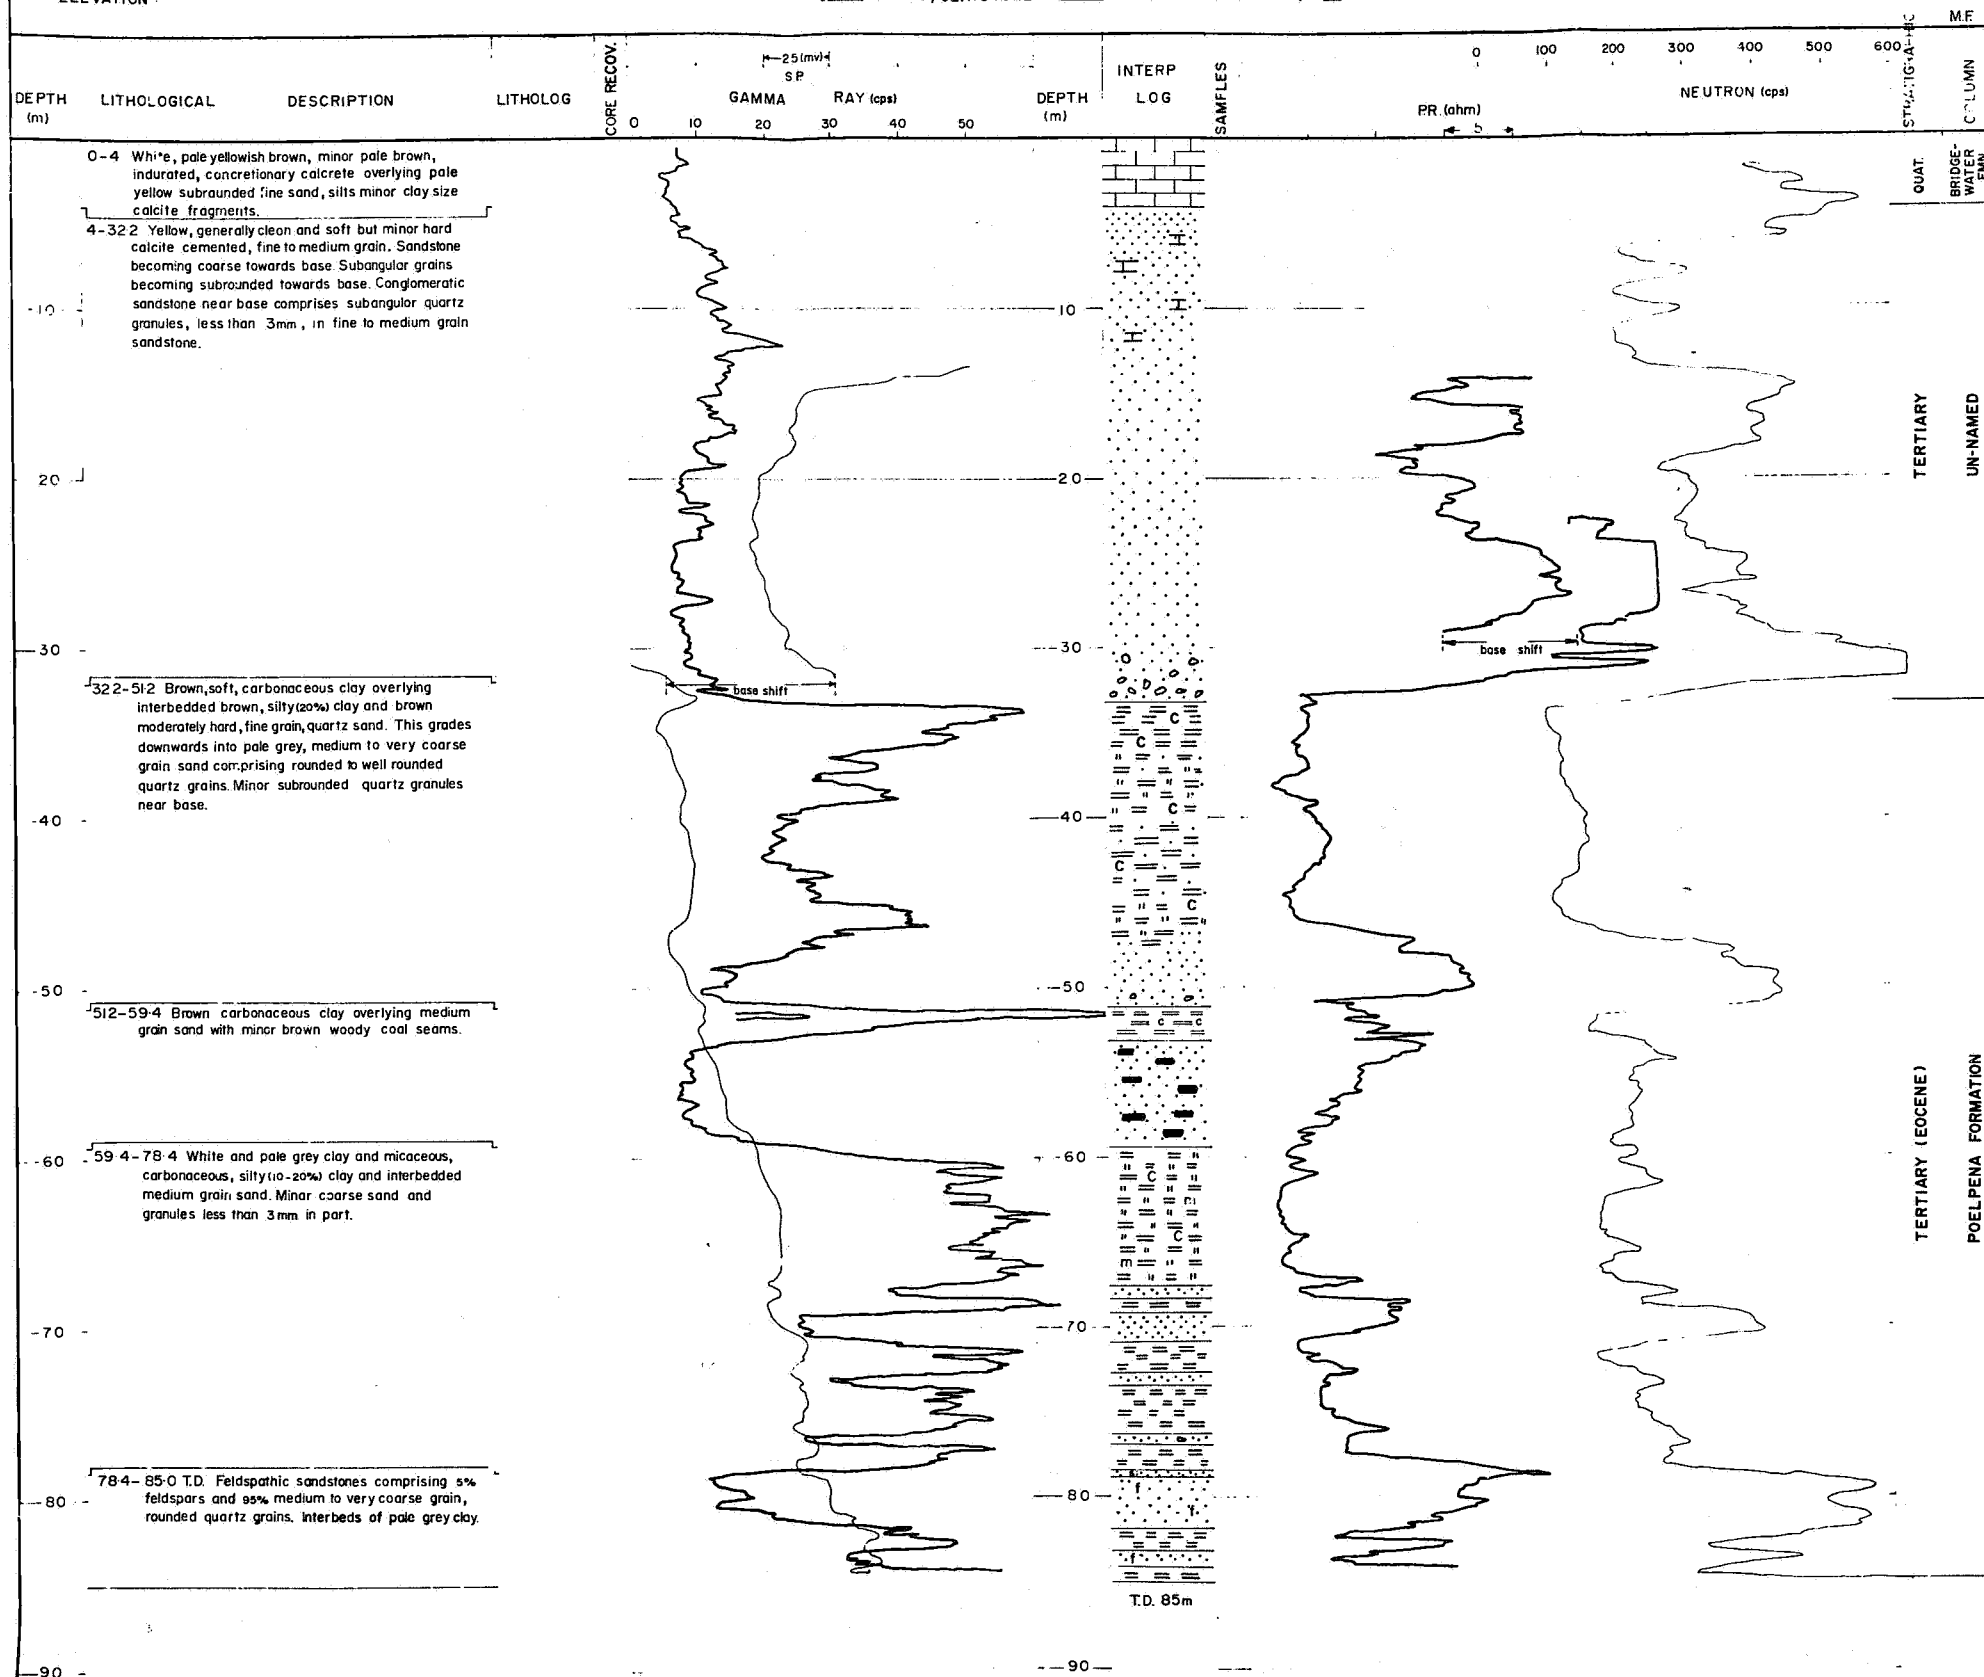 M.F.
25 (mv)
S.P.
0 100 200 300 400 500 600
DEPTH (m)
LITHOLOGICAL DESCRIPTION
LITHOLOG
CORE RECOV.
GAMMA RAY (cps)
0 10 20 30 40 50
DEPTH (m)
INTERP
LOG
SAMPLES
P.R. (ohm)
5
NEUTRON (cps)
COLUMN
0-4 White, pale yellowish brown, minor pale brown,
indurated, concretionary calcrete overlying pale
yellow subrounded fine sand, silts minor clay size
calcite fragments.
4-32·2 Yellow, generally clean and soft but minor hard
calcite cemented, fine to medium grain. Sandstone
becoming coarse towards base. Subangular grains
becoming subrounded towards base. Conglomeratic
sandstone near base comprises subangular quartz
granules, less than 3mm, in fine to medium grain
sandstone.
32·2-51·2 Brown, soft, carbonaceous clay overlying
interbedded brown, silty (20%) clay and brown
moderately hard, fine grain, quartz sand. This grades
downwards into pale grey, medium to very coarse
grain sand comprising rounded to well rounded
quartz grains. Minor subrounded quartz granules
near base.
51·2-59·4 Brown carbonaceous clay overlying medium
grain sand with minor brown woody coal seams.
59·4-78·4 White and pale grey clay and micaceous,
carbonaceous, silty (10-20%) clay and interbedded
medium grain sand. Minor coarse sand and
granules less than 3mm in part.
78·4-85·0 T.D. Feldspathic sandstones comprising 5%
feldspars and 95% medium to very coarse grain,
rounded quartz grains. Interbeds of pale grey clay.
10
20
30
40
50
60
70
80
90
base shift
10
20
30
40
50
60
70
80
90
C
C
C
C
C
c c
C
C
m
f
f
f
T.D. 85m
base shift
QUAT.
BRIDGE-
WATER
FMN
TERTIARY
UN-NAMED
TERTIARY (EOCENE)
POELPENA FORMATION